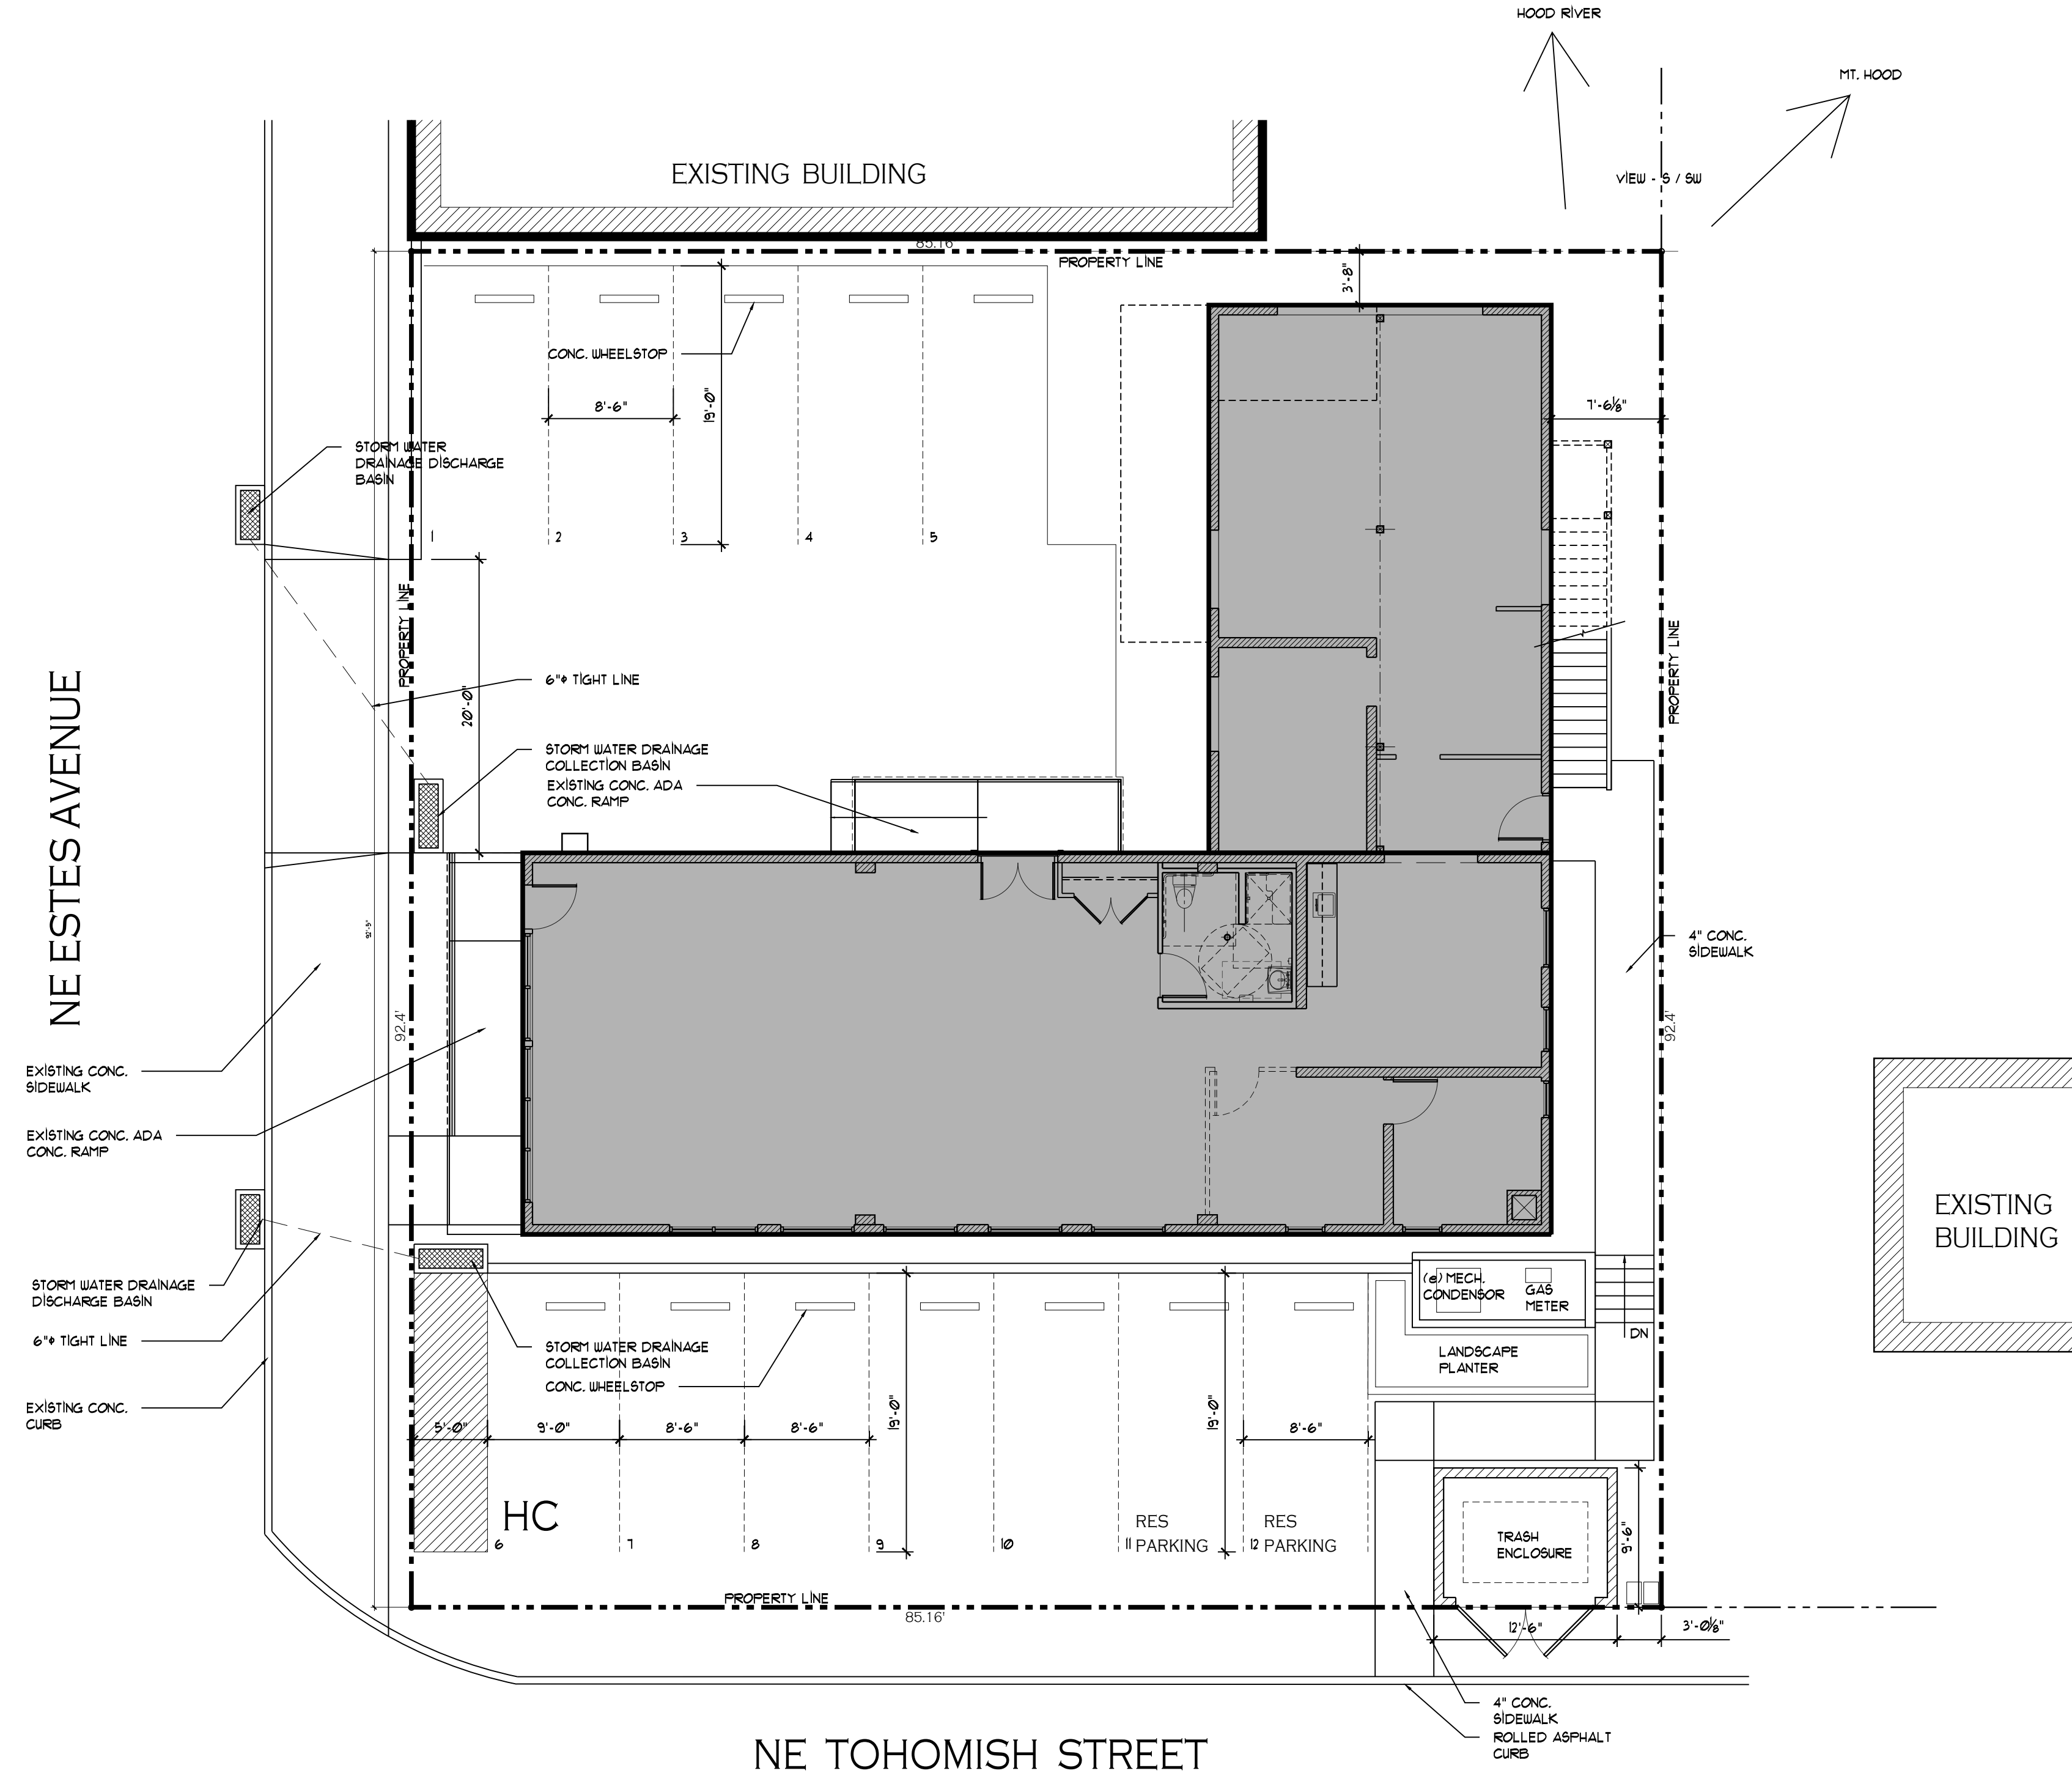 HOOD RIVER
MT. HOOD
VIEW - S / SW
EXISTING BUILDING
85.16'
PROPERTY LINE
3'-8"
CONC. WHEELSTOP
8'-6"
19'-0"
7'-6⅛"
STORM WATER
DRAINAGE DISCHARGE
BASIN
1
2
3
4
5
PROPERTY LINE
PROPERTY LINE
6"Φ TIGHT LINE
20'-0"
NE ESTES AVENUE
STORM WATER DRAINAGE
COLLECTION BASIN
EXISTING CONC. ADA
CONC. RAMP
92'-5"
4" CONC.
SIDEWALK
92.4'
92.4'
EXISTING CONC.
SIDEWALK
EXISTING CONC. ADA
CONC. RAMP
EXISTING
BUILDING
STORM WATER DRAINAGE
DISCHARGE BASIN
(e) MECH.
CONDENSOR
GAS
METER
DN
6"Φ TIGHT LINE
STORM WATER DRAINAGE
COLLECTION BASIN
CONC. WHEELSTOP
LANDSCAPE
PLANTER
EXISTING CONC.
CURB
5'-0"
9'-0"
8'-6"
8'-6"
19'-0"
19'-0"
8'-6"
HC
6
7
8
9
10
RES
11 PARKING
RES
12 PARKING
TRASH
ENCLOSURE
9'-6"
PROPERTY LINE
85.16'
12'-6"
3'-0⅛"
4" CONC.
SIDEWALK
ROLLED ASPHALT
CURB
NE TOHOMISH STREET